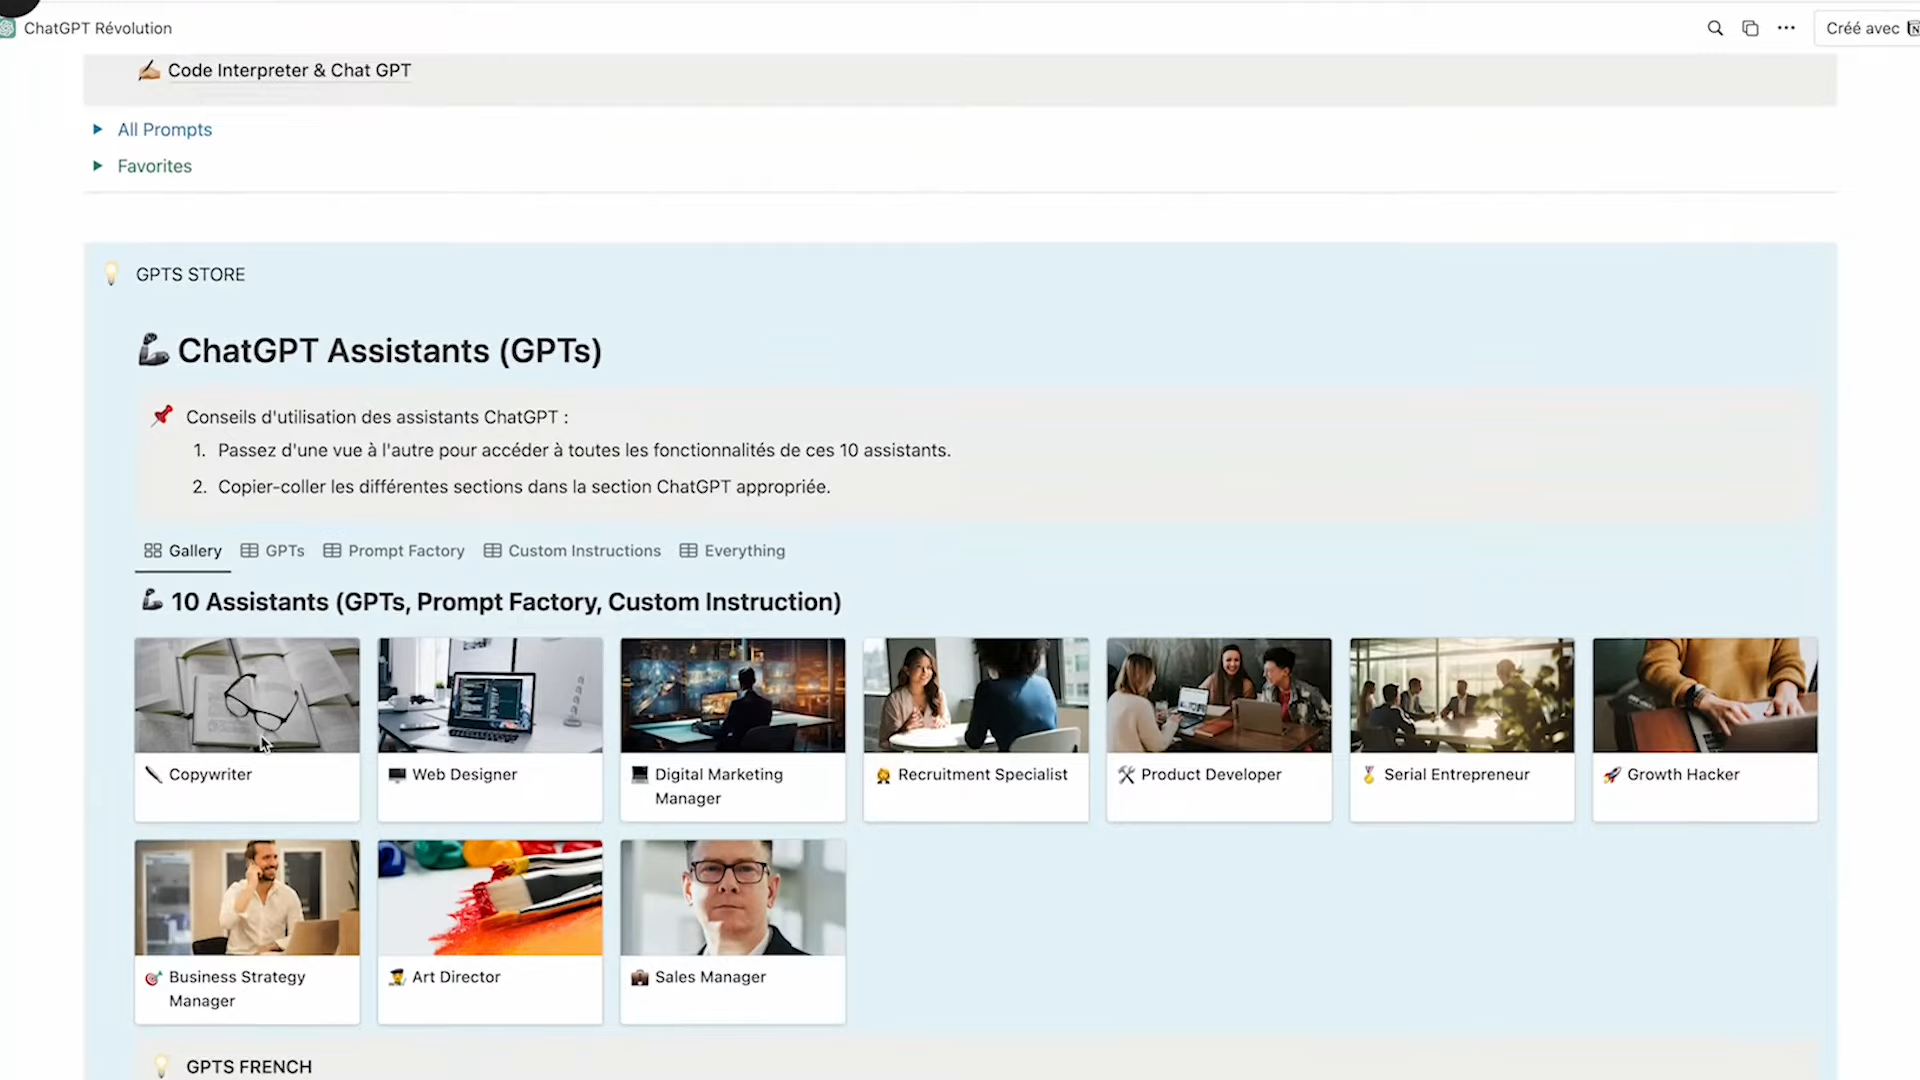 ChatGPT Révolution
Créé avec
Code Interpreter & Chat GPT
All Prompts
Favorites
GPTS STORE
ChatGPT Assistants (GPTs)
Conseils d'utilisation des assistants ChatGPT :
1. Passez d'une vue à l'autre pour accéder à toutes les fonctionnalités de ces 10 assistants.
2. Copier-coller les différentes sections dans la section ChatGPT appropriée.
Gallery GPTs Prompt Factory Custom Instructions Everything
10 Assistants (GPTs, Prompt Factory, Custom Instruction)
Copywriter
Web Designer
Digital Marketing
Manager
Recruitment Specialist
Product Developer
Serial Entrepreneur
Growth Hacker
Business Strategy
Manager
Art Director
Sales Manager
GPTS FRENCH